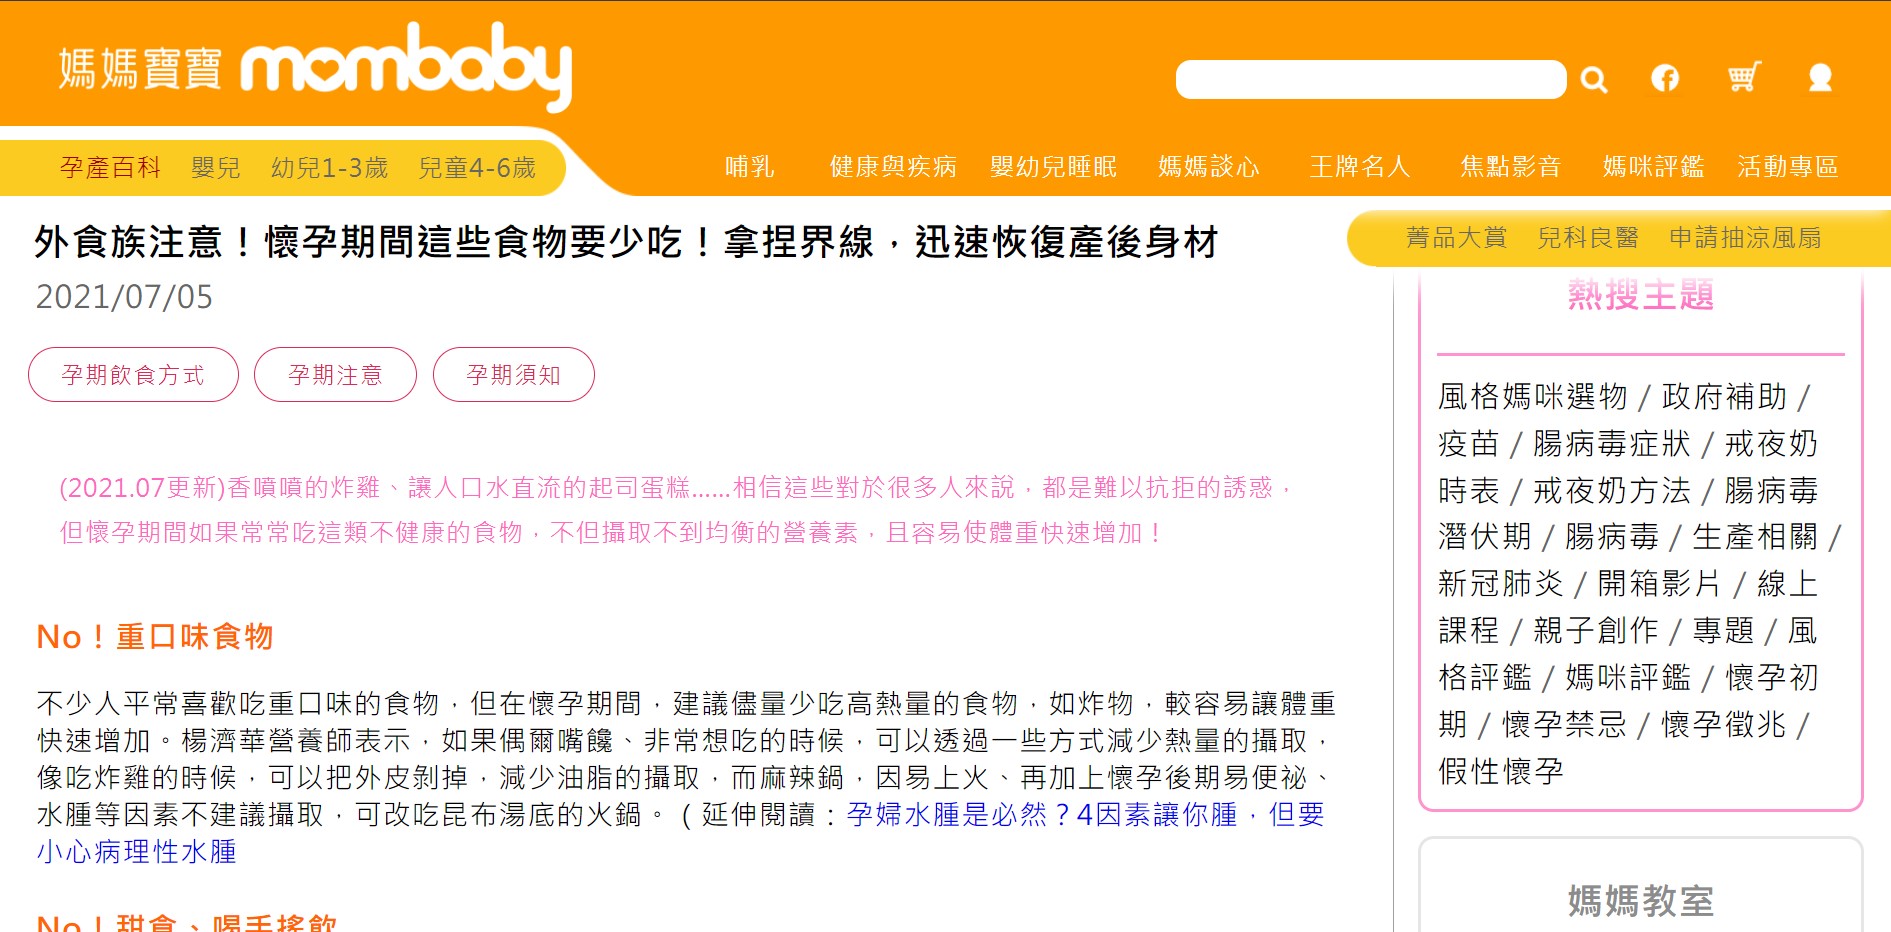 媽媽寶寶 mombaby
孕產百科 嬰兒 幼兒1-3歲 兒童4-6歲
哺乳 健康與疾病 嬰幼兒睡眠 媽媽談心 王牌名人 焦點影音 媽咪評鑑 活動專區
菁品大賞 兒科良醫 申請抽涼風扇
外食族注意！懷孕期間這些食物要少吃！拿捏界線，迅速恢復產後身材
2021/07/05
孕期飲食方式 孕期注意 孕期須知
(2021.07更新)香噴噴的炸雞、讓人口水直流的起司蛋糕……相信這些對於很多人來說，都是難以抗拒的誘惑，
但懷孕期間如果常常吃這類不健康的食物，不但攝取不到均衡的營養素，且容易使體重快速增加！
No！重口味食物
不少人平常喜歡吃重口味的食物，但在懷孕期間，建議儘量少吃高熱量的食物，如炸物，較容易讓體重
快速增加。楊濟華營養師表示，如果偶爾嘴饞、非常想吃的時候，可以透過一些方式減少熱量的攝取，
像吃炸雞的時候，可以把外皮剝掉，減少油脂的攝取，而麻辣鍋，因易上火、再加上懷孕後期易便祕、
水腫等因素不建議攝取，可改吃昆布湯底的火鍋。（延伸閱讀：孕婦水腫是必然？4因素讓你腫，但要
小心病理性水腫
No！甜食、喝手搖飲
熱搜主題
風格媽咪選物 / 政府補助 /
疫苗 / 腸病毒症狀 / 戒夜奶
時表 / 戒夜奶方法 / 腸病毒
潛伏期 / 腸病毒 / 生產相關 /
新冠肺炎 / 開箱影片 / 線上
課程 / 親子創作 / 專題 / 風
格評鑑 / 媽咪評鑑 / 懷孕初
期 / 懷孕禁忌 / 懷孕徵兆 /
假性懷孕
媽媽教室